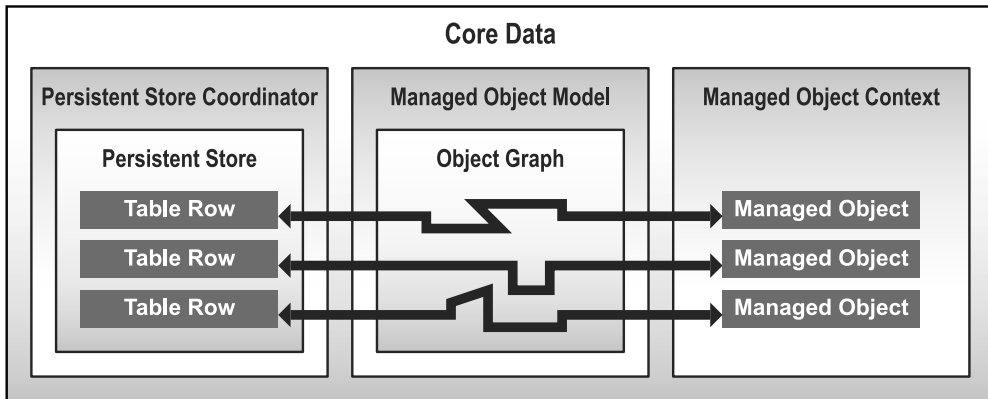 Core Data
Persistent Store Coordinator
Managed Object Model
Managed Object Context
Persistent Store
Object Graph
Table Row
Managed Object
Table Row
Managed Object
Table Row
Managed Object